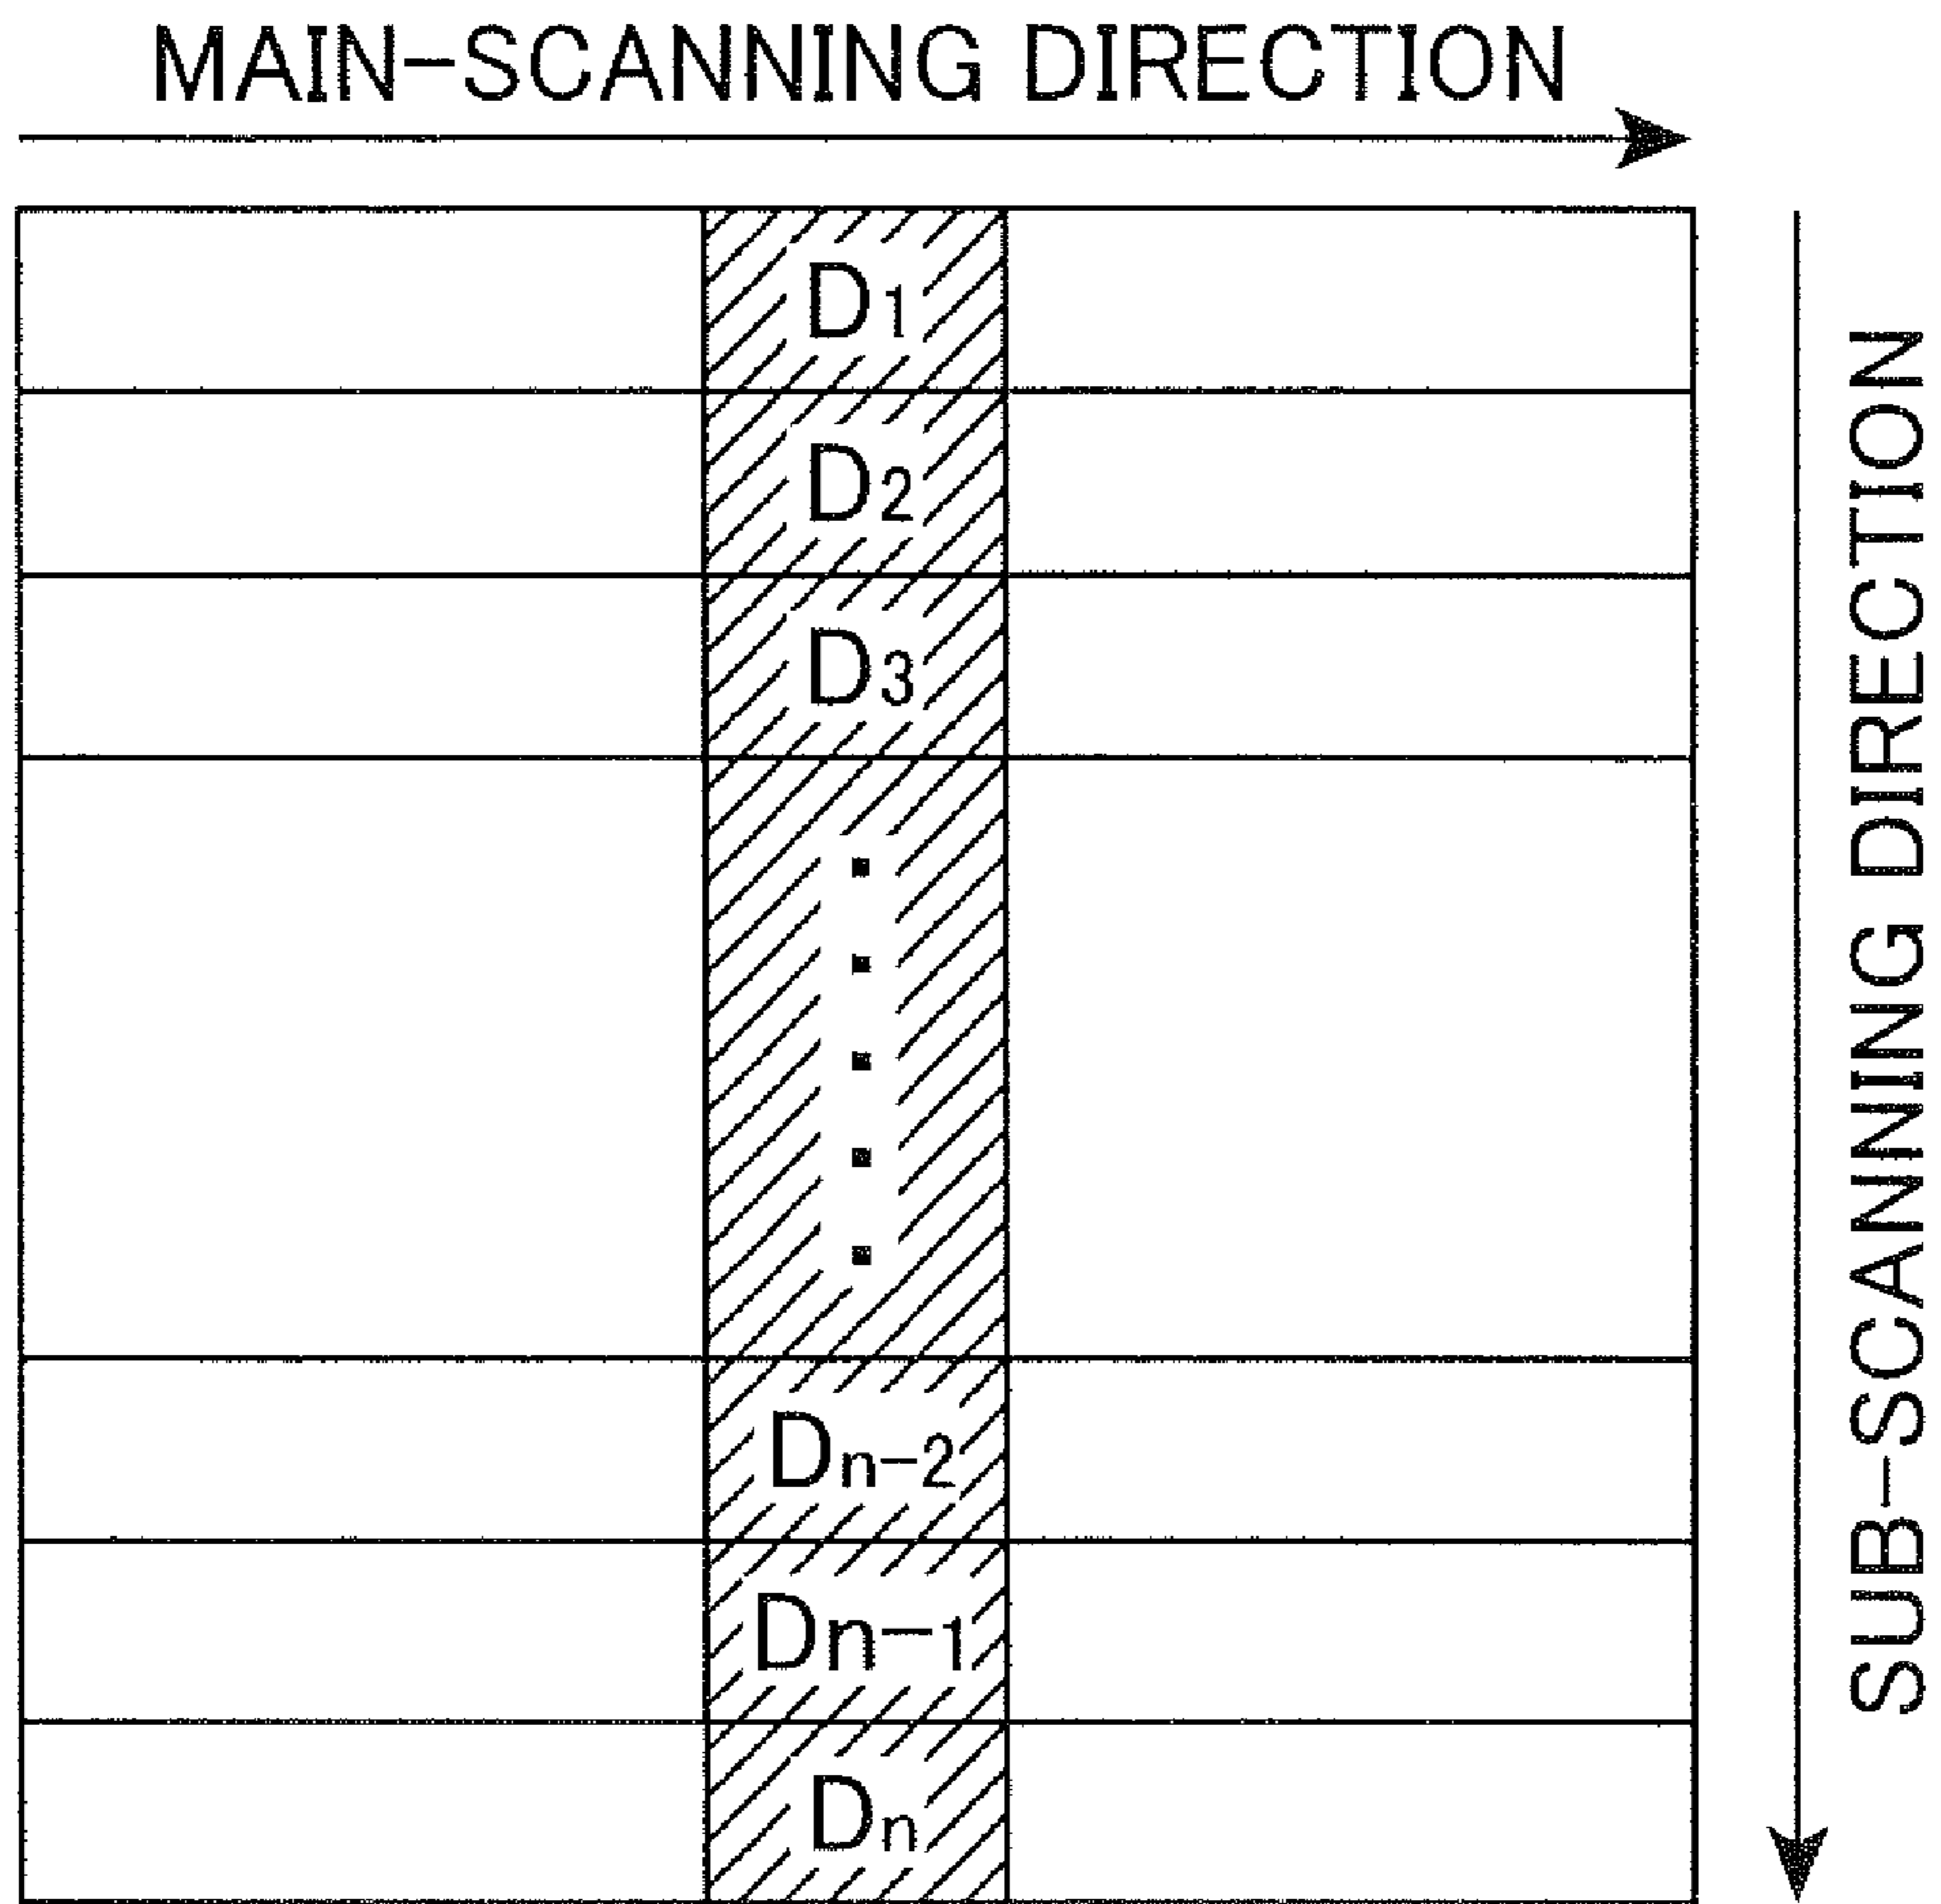 MAIN-SCANNING DIRECTION
D1
D2
D3
Dn-2
Dn-1
Dn
SUB-SCANNING DIRECTION